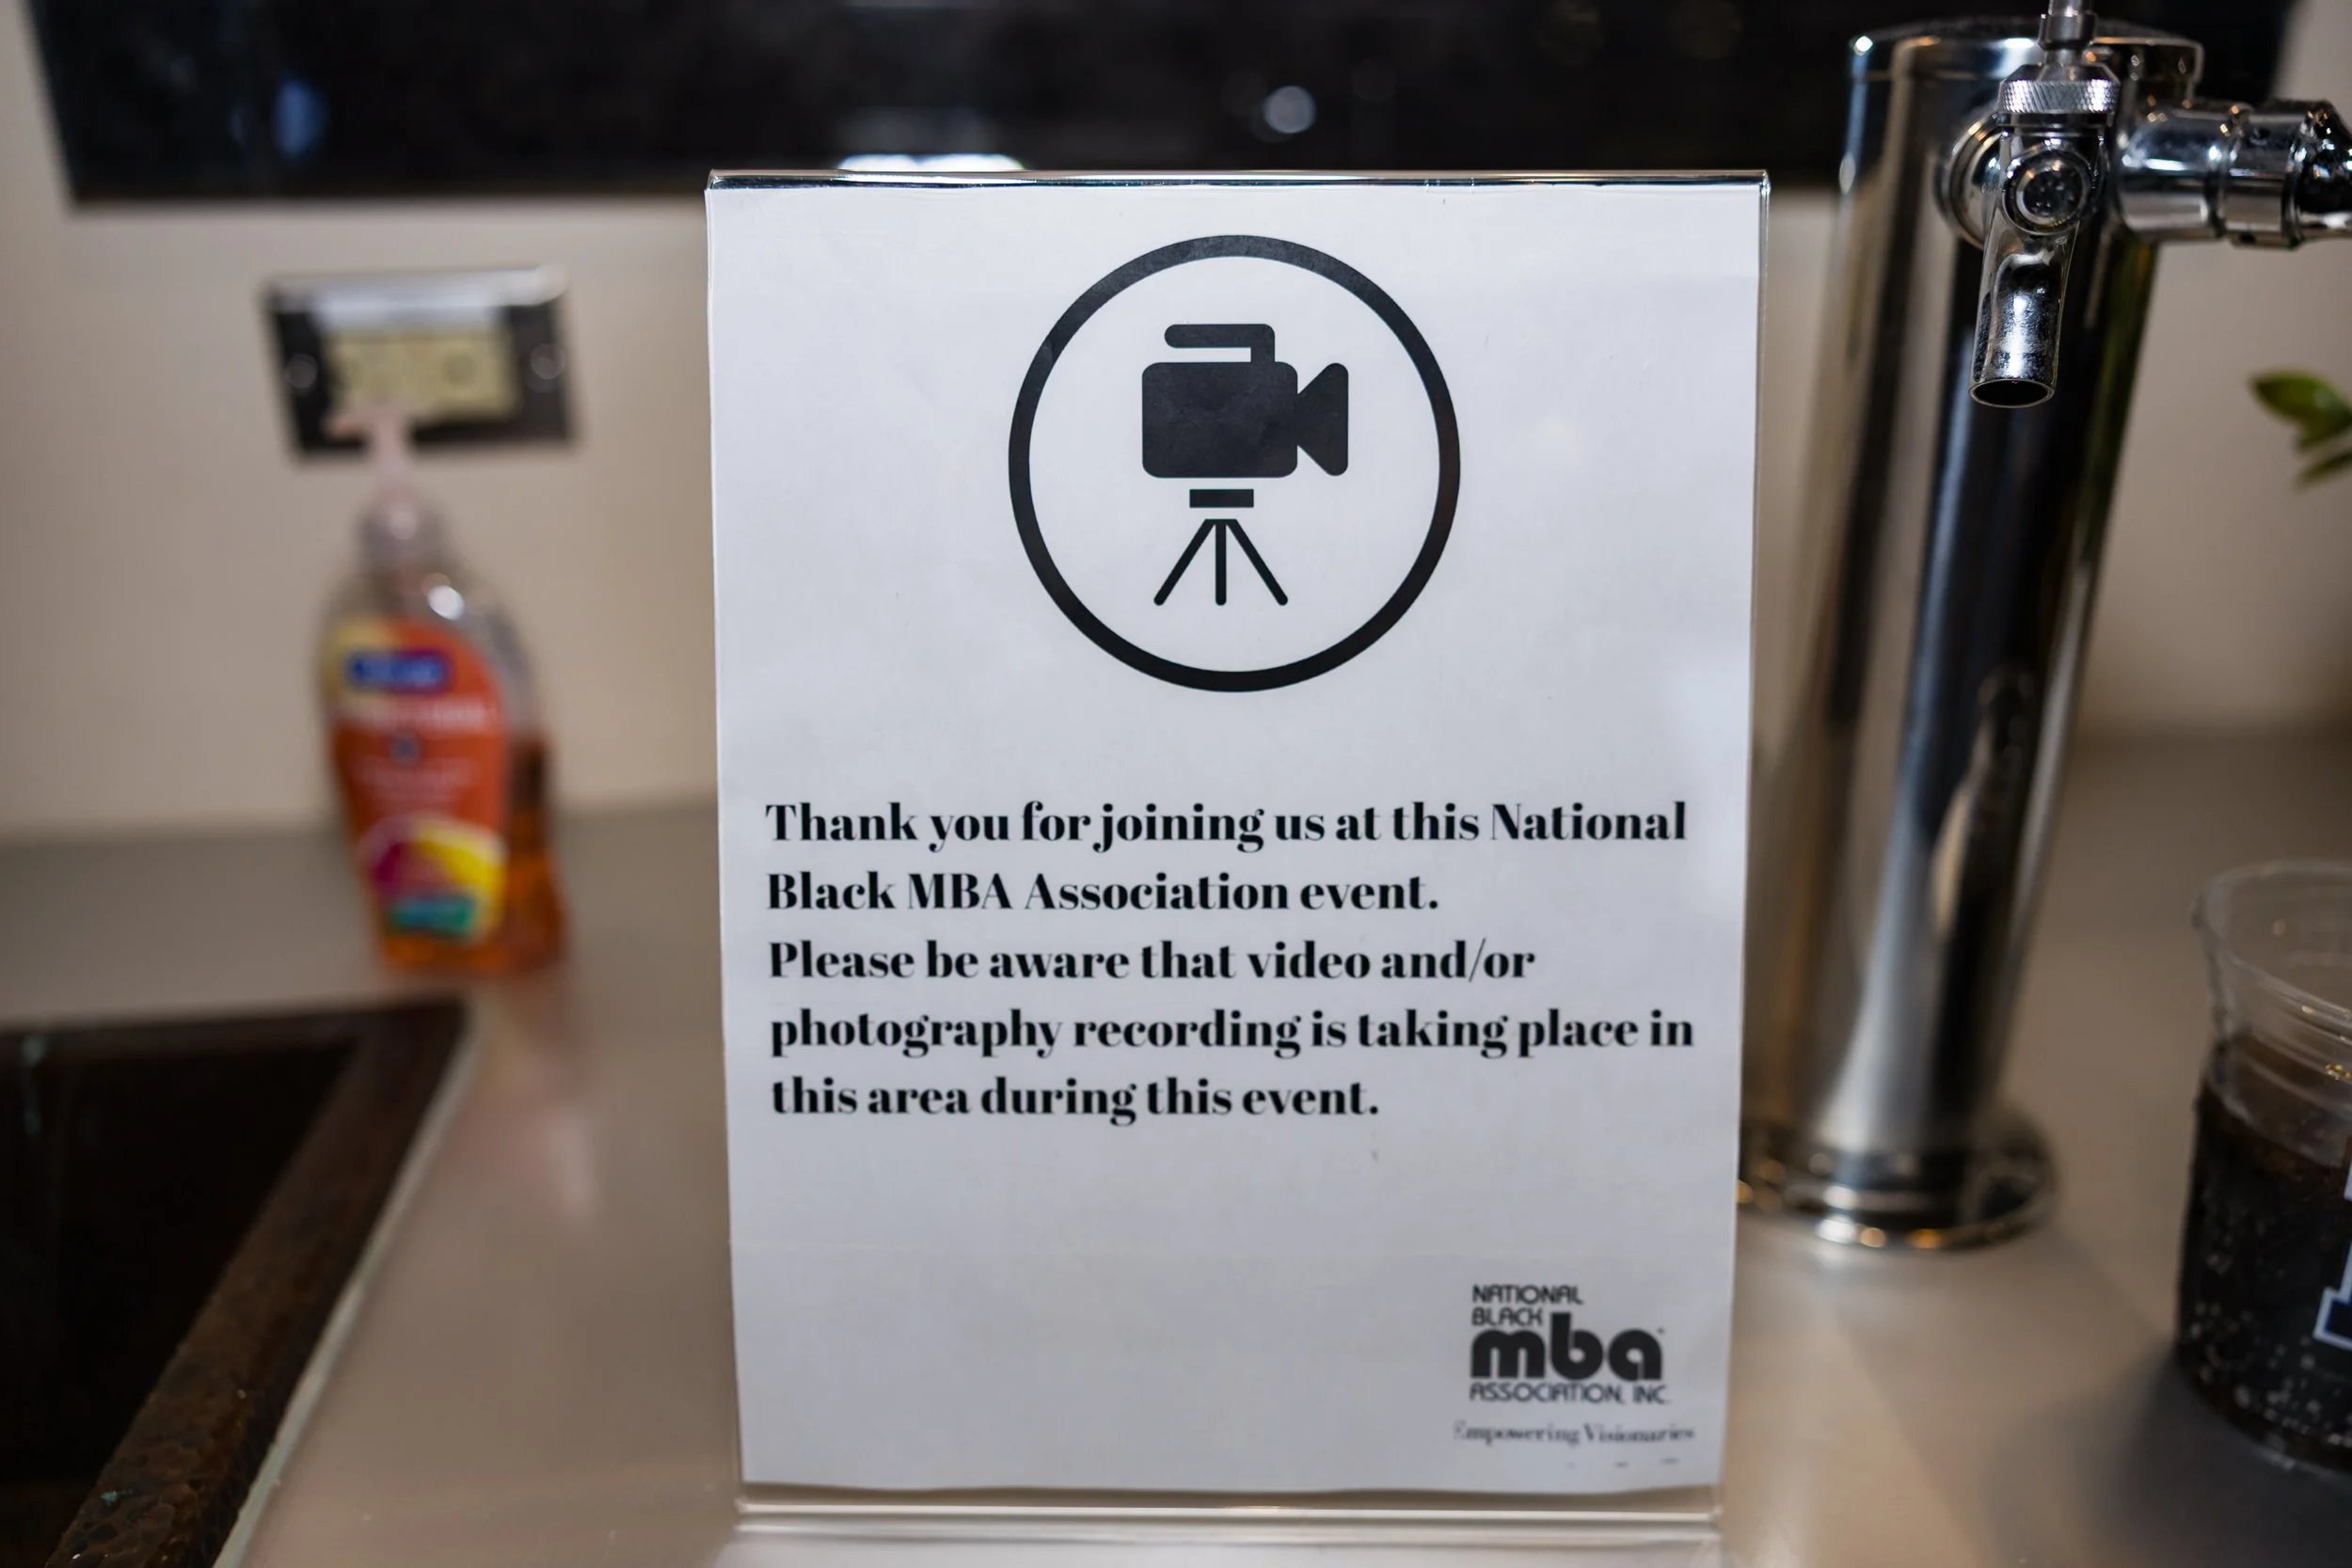 Thank you for joining us at this National
Black MBA Association event.
Please be aware that video and/or
photography recording is taking place in
this area during this event.
NATIONAL
BLACK
mba
ASSOCIATION, INC.
Empowering Visionaries